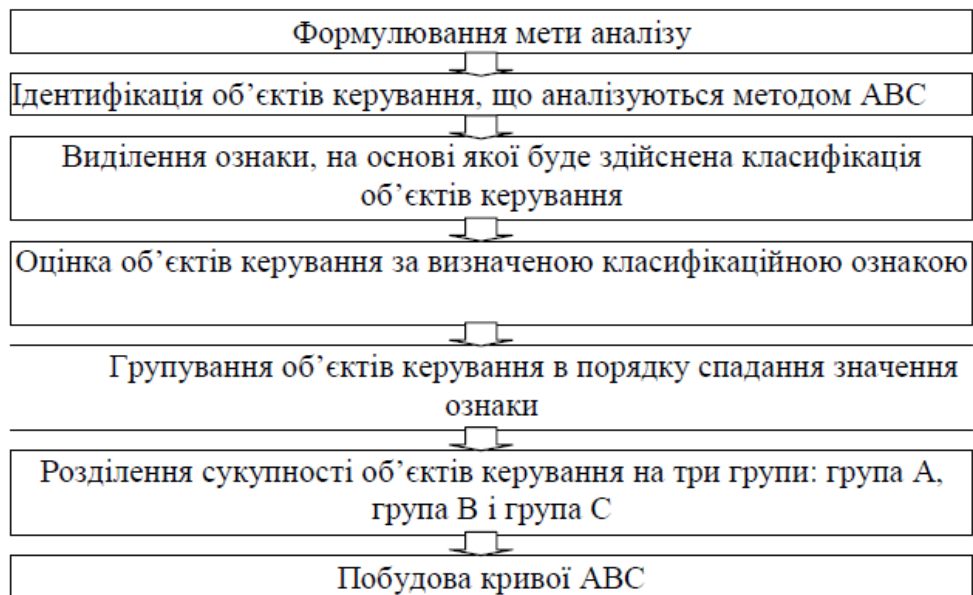 Формулювання мети аналізу
Ідентифікація об’єктів керування, що аналізуються методом АВС
Виділення ознаки, на основі якої буде здійснена класифікація
об’єктів керування
Оцінка об’єктів керування за визначеною класифікаційною ознакою
Групування об’єктів керування в порядку спадання значення
ознаки
Розділення сукупності об’єктів керування на три групи: група А,
група В і група С
Побудова кривої АВС